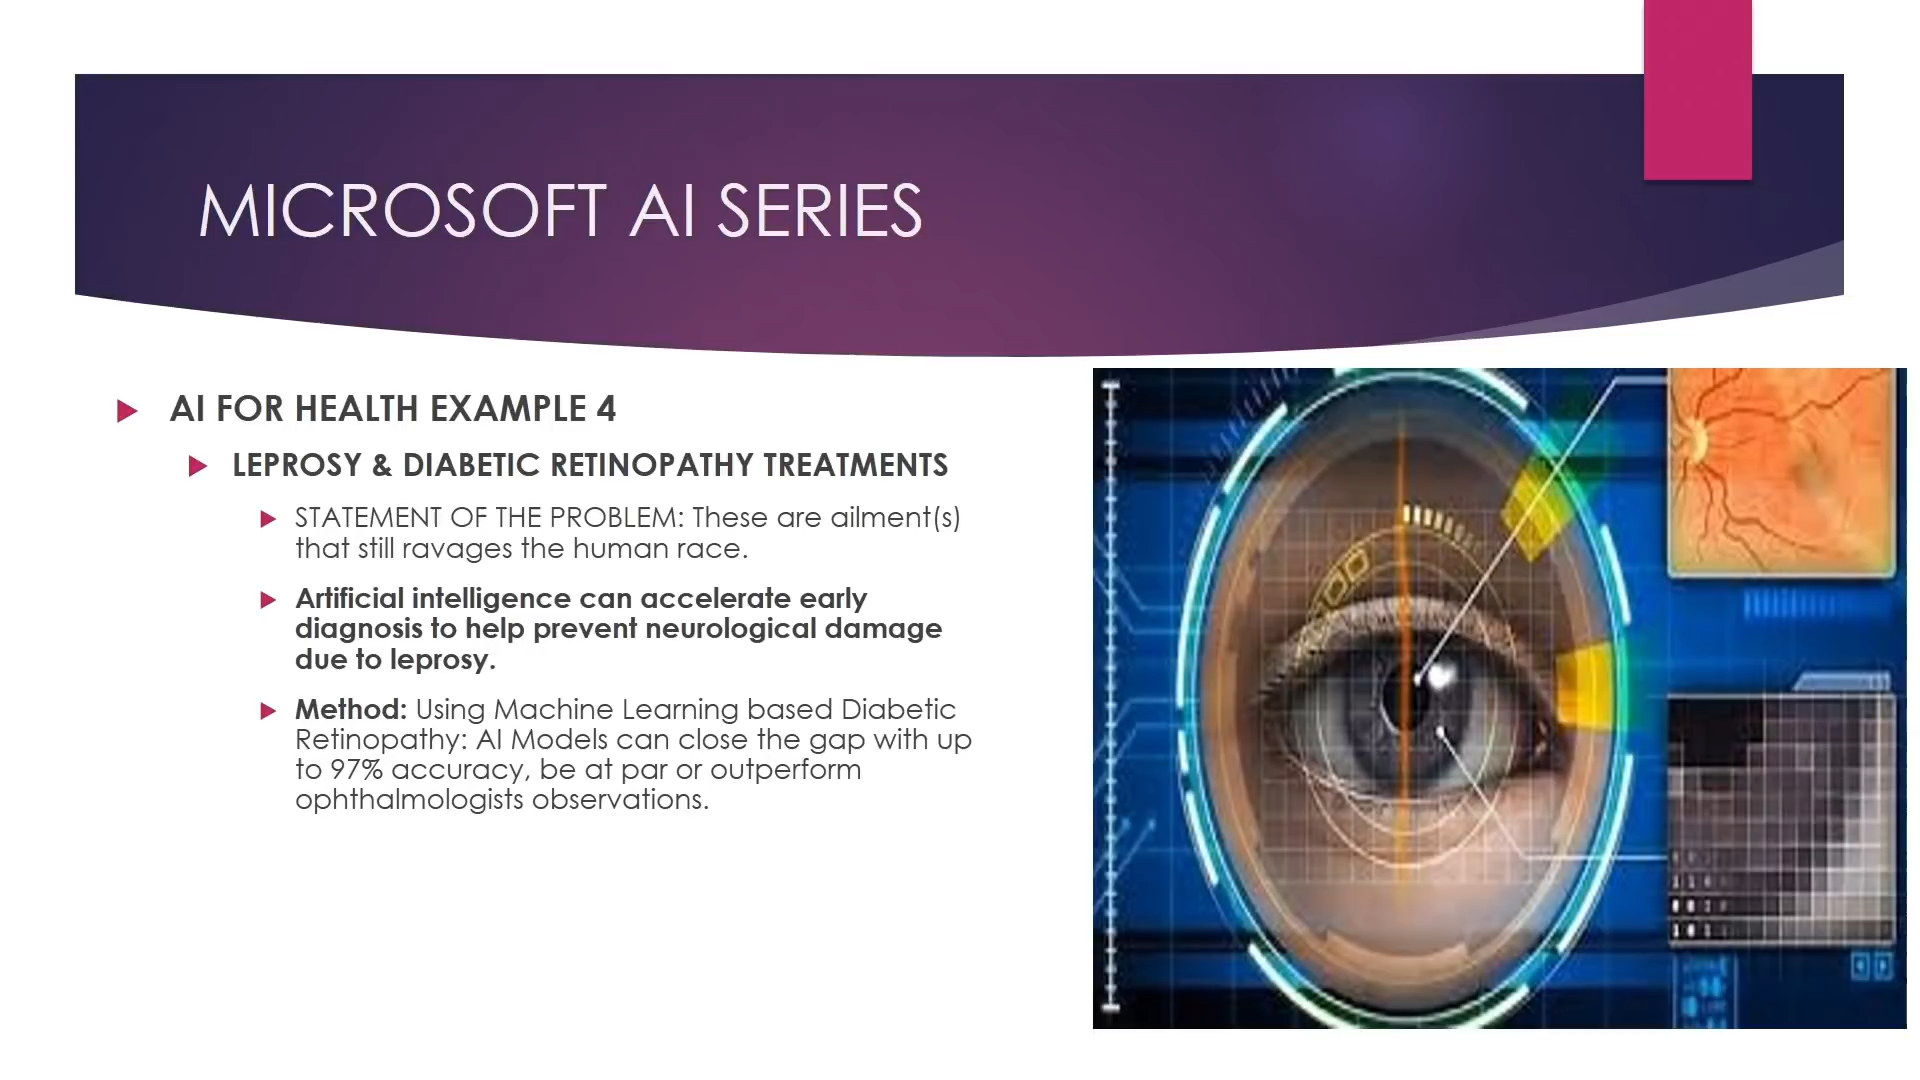 MICROSOFT AI SERIES
AI FOR HEALTH EXAMPLE 4
LEPROSY & DIABETIC RETINOPATHY TREATMENTS
STATEMENT OF THE PROBLEM: These are ailment(s)
that still ravages the human race.
Artificial intelligence can accelerate early
diagnosis to help prevent neurological damage
due to leprosy.
Method: Using Machine Learning based Diabetic
Retinopathy: AI Models can close the gap with up
to 97% accuracy, be at par or outperform
ophthalmologists observations.